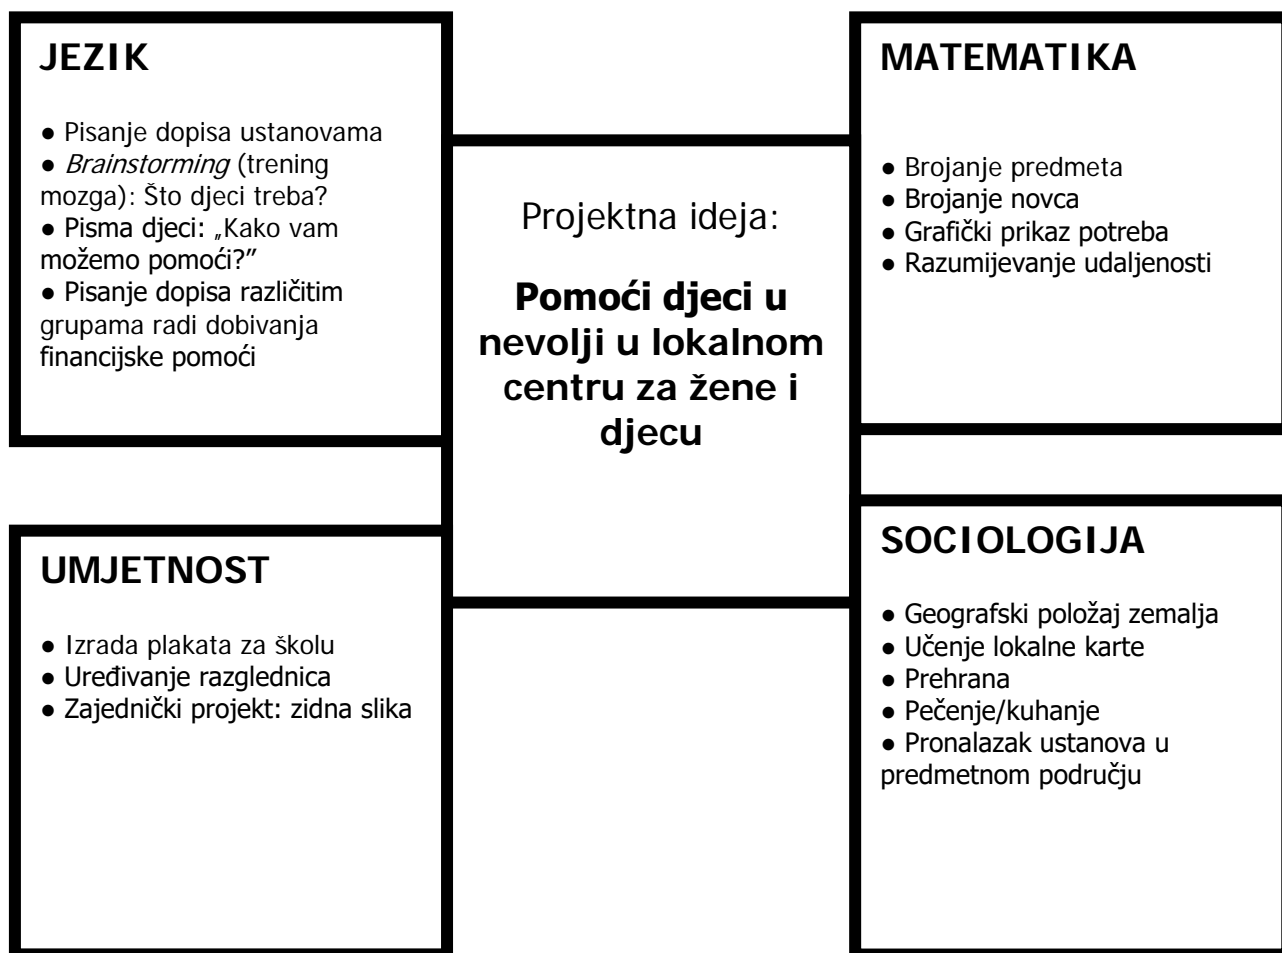 JEZIK
● Pisanje dopisa ustanovama
● Brainstorming (trening
mozga): Što djeci treba?
● Pisma djeci: „Kako vam
možemo pomoći?”
● Pisanje dopisa različitim
grupama radi dobivanja
financijske pomoći
Projektna ideja:
Pomoći djeci u
nevolji u lokalnom
centru za žene i
djecu
MATEMATIKA
● Brojanje predmeta
● Brojanje novca
● Grafički prikaz potreba
● Razumijevanje udaljenosti
UMJETNOST
● Izrada plakata za školu
● Uređivanje razglednica
● Zajednički projekt: zidna slika
SOCIOLOGIJA
● Geografski položaj zemalja
● Učenje lokalne karte
● Prehrana
● Pečenje/kuhanje
● Pronalazak ustanova u
predmetnom području